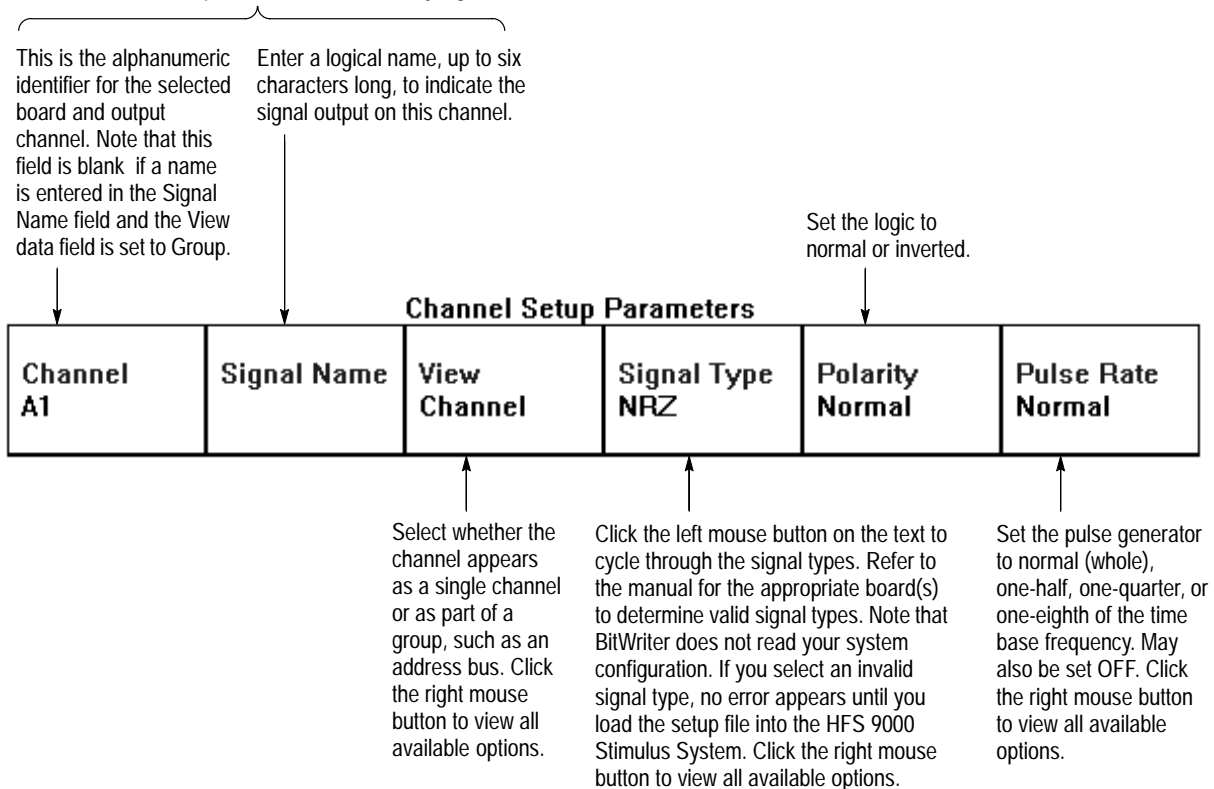 This is the alphanumeric
identifier for the selected
board and output
channel. Note that this
field is blank if a name
is entered in the Signal
Name field and the View
data field is set to Group.
Enter a logical name, up to six
characters long, to indicate the
signal output on this channel.
Set the logic to
normal or inverted.
Channel Setup Parameters
Channel
A1
Signal Name
View
Channel
Signal Type
NRZ
Polarity
Normal
Pulse Rate
Normal
Select whether the
channel appears
as a single channel
or as part of a
group, such as an
address bus. Click
the right mouse
button to view all
available options.
Click the left mouse button on the text to
cycle through the signal types. Refer to
the manual for the appropriate board(s)
to determine valid signal types. Note that
BitWriter does not read your system
configuration. If you select an invalid
signal type, no error appears until you
load the setup file into the HFS 9000
Stimulus System. Click the right mouse
button to view all available options.
Set the pulse generator
to normal (whole),
one-half, one-quarter, or
one-eighth of the time
base frequency. May
also be set OFF. Click
the right mouse button
to view all available
options.